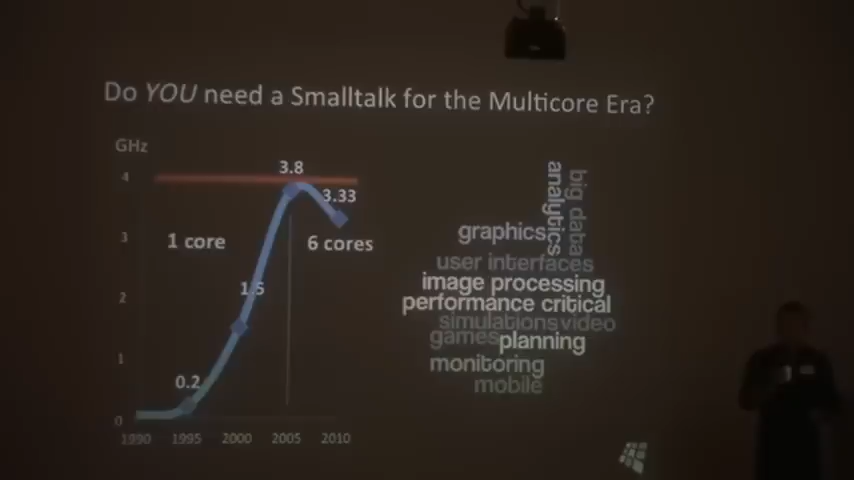 Do YOU need a Smalltalk for the Multicore Era?
GHz
4
3
2
1
0
3.8
3.33
1 core
6 cores
1.5
0.2
1990 1995 2000 2005 2010
analytics
big data
graphics
user interfaces
image processing
performance critical
simulations video
games planning
monitoring
mobile